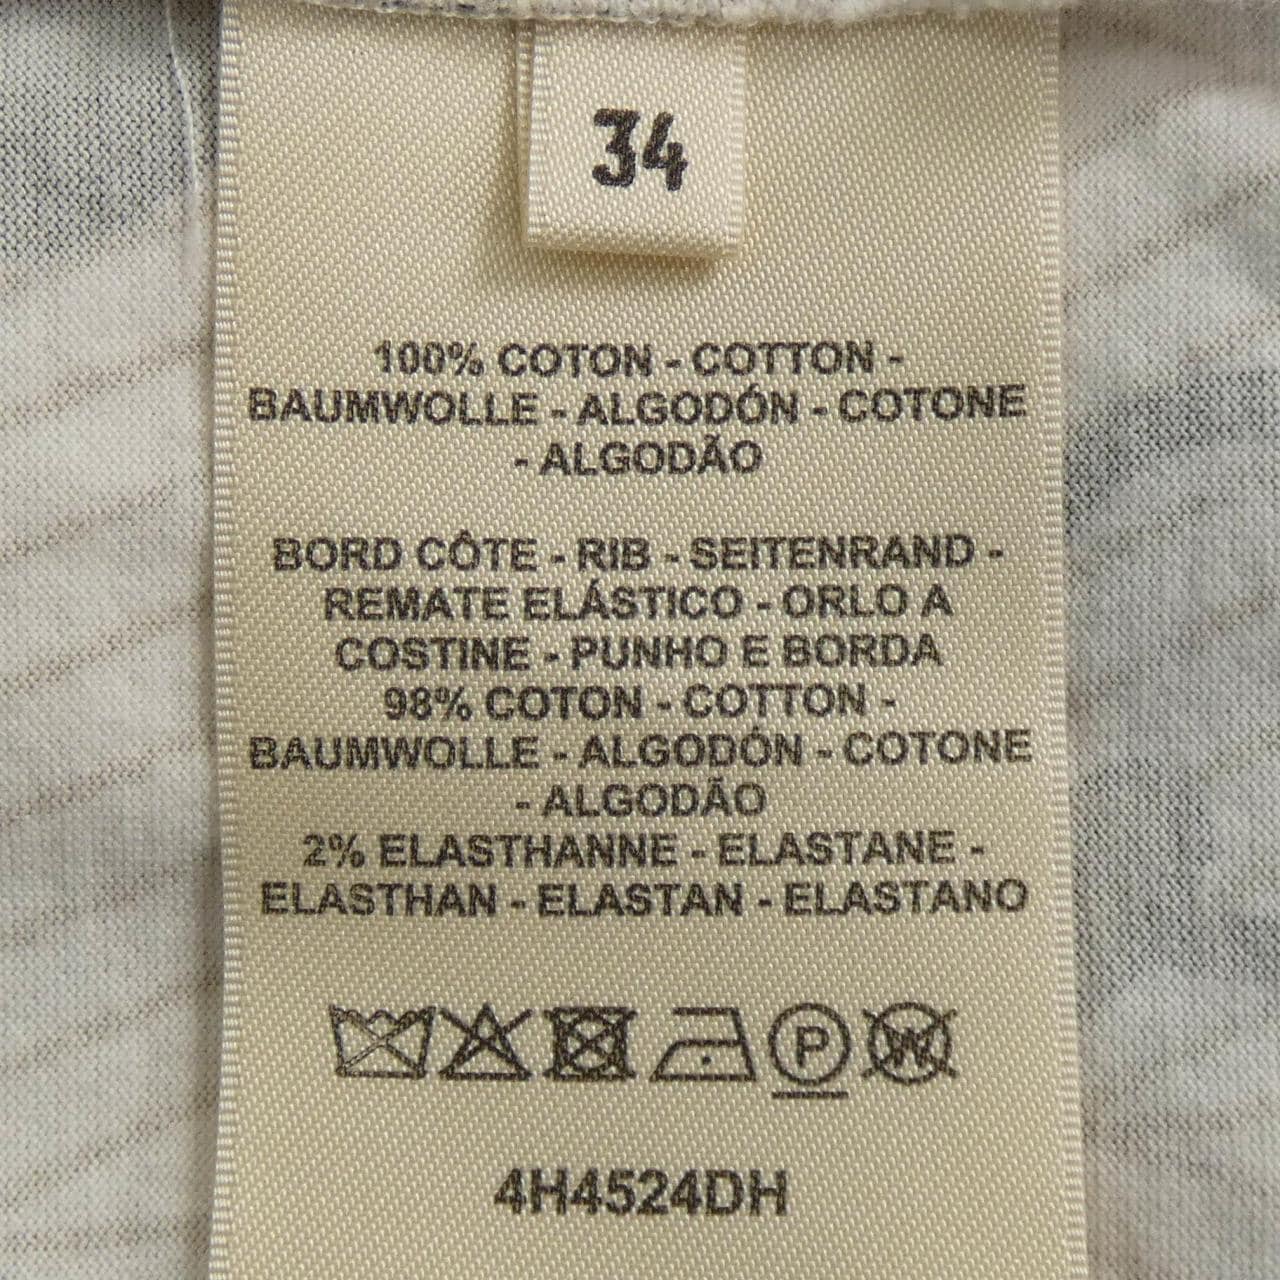 34
100% COTON - COTTON -
BAUMWOLLE - ALGODÓN - COTONE
- ALGODÃO
BORD CÔTE - RIB - SEITENRAND -
REMATE ELÁSTICO - ORLO A
COSTINE - PUNHO E BORDA
98% COTON - COTTON -
BAUMWOLLE - ALGODÓN - COTONE
- ALGODÃO
2% ELASTHANNE - ELASTANE -
ELASTHAN - ELASTAN - ELASTANO
P W
4H4524DH